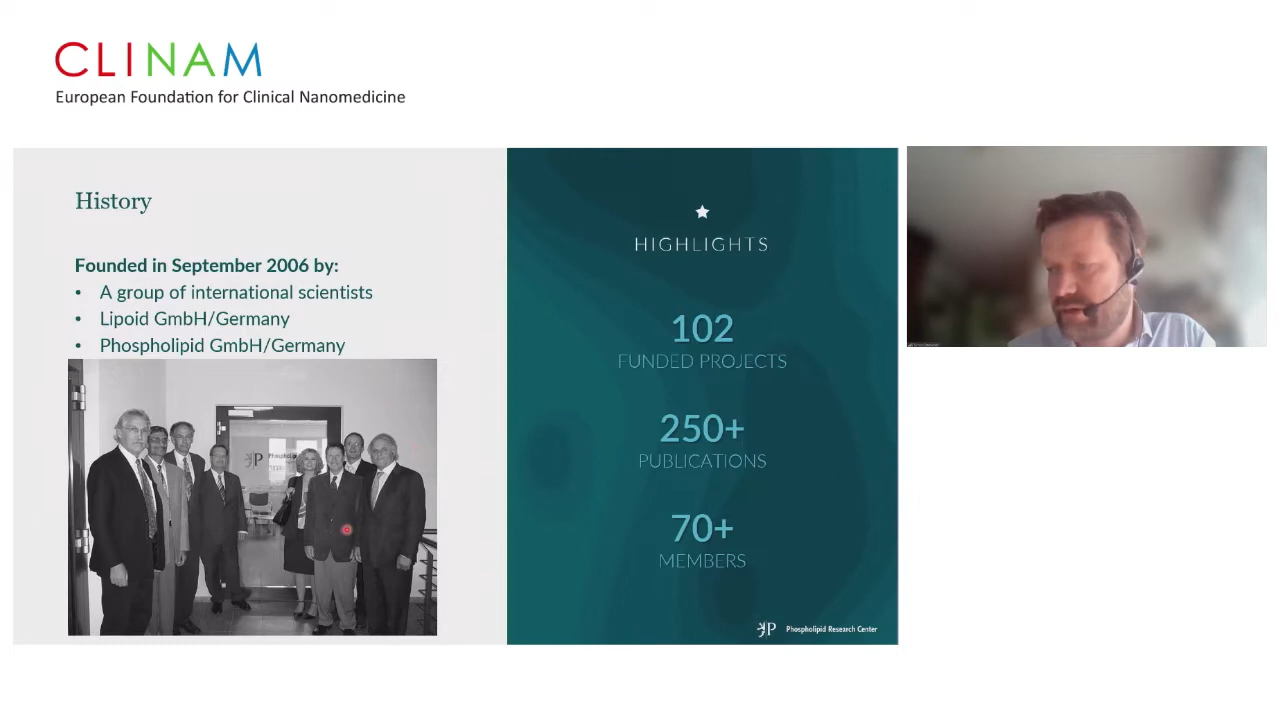 CLINAM
European Foundation for Clinical Nanomedicine
History
Founded in September 2006 by:
• A group of international scientists
• Lipoid GmbH/Germany
• Phospholipid GmbH/Germany
HIGHLIGHTS
102
FUNDED PROJECTS
250+
PUBLICATIONS
70+
MEMBERS
Phospholipid Research Center